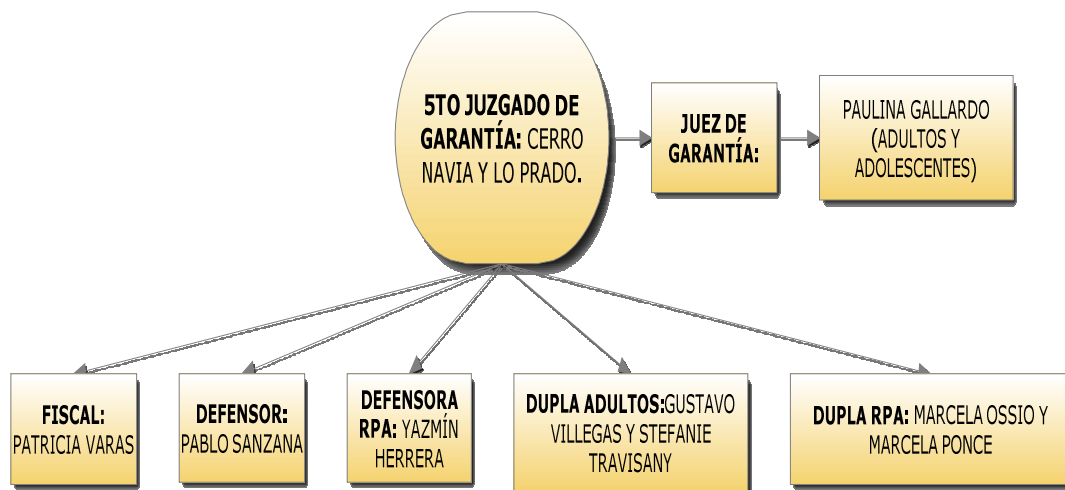 5TO JUZGADO DE
GARANTÍA: CERRO
NAVIA Y LO PRADO.
JUEZ DE
GARANTÍA:
PAULINA GALLARDO
(ADULTOS Y
ADOLESCENTES)
FISCAL:
PATRICIA VARAS
DEFENSOR:
PABLO SANZANA
DEFENSORA
RPA: YAZMÍN
HERRERA
DUPLA ADULTOS:GUSTAVO
VILLEGAS Y STEFANIE
TRAVISANY
DUPLA RPA: MARCELA OSSIO Y
MARCELA PONCE